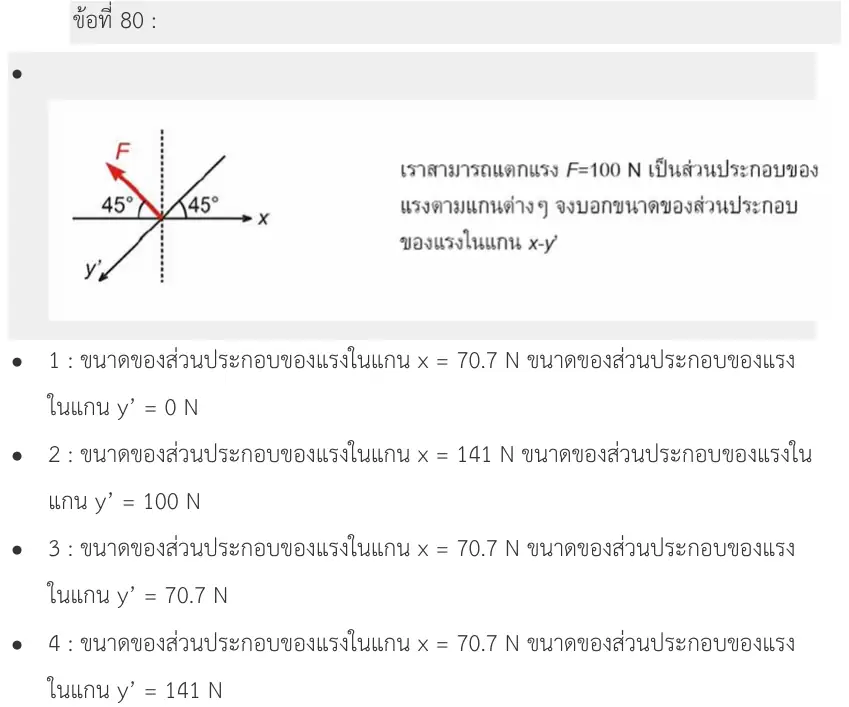 ข้อที่ 80 :
F
45°
45°
x
y'
เราสามารถแตกแรง F=100 N เป็นส่วนประกอบของ
แรงตามแกนต่างๆ จงบอกขนาดของส่วนประกอบ
ของแรงในแกน x-y'
1 : ขนาดของส่วนประกอบของแรงในแกน x = 70.7 N ขนาดของส่วนประกอบของแรง
ในแกน y’ = 0 N
2 : ขนาดของส่วนประกอบของแรงในแกน x = 141 N ขนาดของส่วนประกอบของแรงใน
แกน y’ = 100 N
3 : ขนาดของส่วนประกอบของแรงในแกน x = 70.7 N ขนาดของส่วนประกอบของแรง
ในแกน y’ = 70.7 N
4 : ขนาดของส่วนประกอบของแรงในแกน x = 70.7 N ขนาดของส่วนประกอบของแรง
ในแกน y’ = 141 N